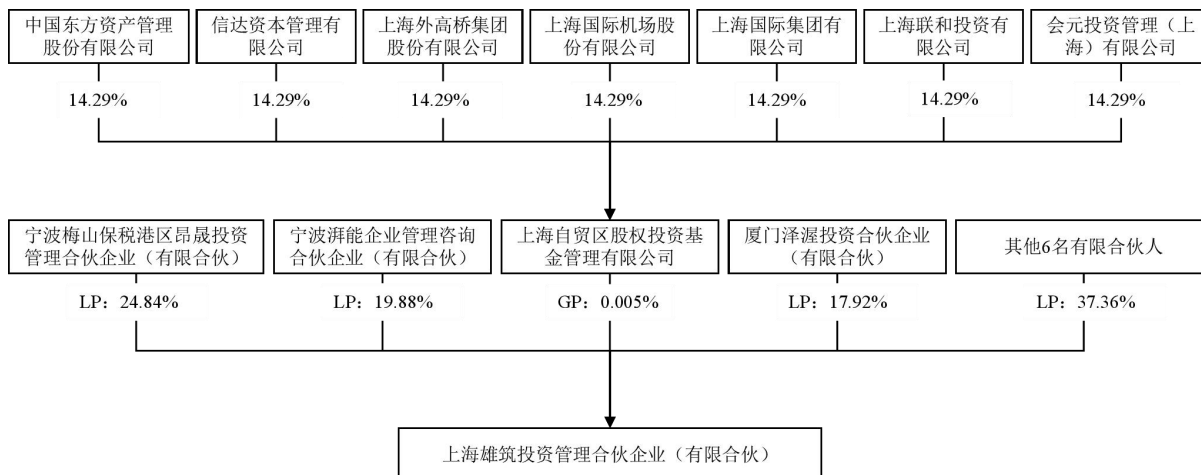 中国东方资产管理
股份有限公司
信达资本管理有
限公司
上海外高桥集团
股份有限公司
上海国际机场股
份有限公司
上海国际集团有
限公司
上海联和投资有
限公司
会元投资管理（上
海）有限公司
14.29%
14.29%
14.29%
14.29%
14.29%
14.29%
14.29%
宁波梅山保税港区昂晟投资
管理合伙企业（有限合伙）
宁波湃能企业管理咨询
合伙企业（有限合伙）
上海自贸区股权投资基
金管理有限公司
厦门泽渥投资合伙企业
（有限合伙）
其他6名有限合伙人
LP：24.84%
LP：19.88%
GP：0.005%
LP：17.92%
LP：37.36%
上海雄筑投资管理合伙企业（有限合伙）